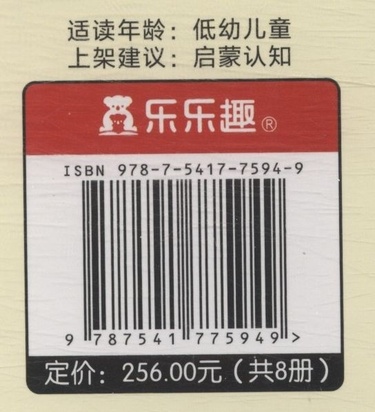 适读年龄：低幼儿童
上架建议：启蒙认知
乐乐趣®
ISBN 978-7-5417-7594-9
9 787541 775949 >
定价：256.00元（共8册）